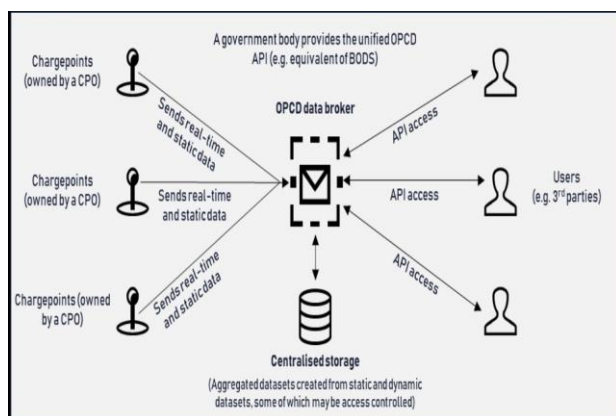 Chargepoints
(owned by a CPO)
A government body provides the unified OPCD
API (e.g. equivalent of BODS)
OPCD data broker
Sends real-time
and static data
API access
Chargepoints
(owned by a CPO)
Sends real-time
and static data
API access
Users
(e.g. 3rd parties)
Chargepoints (owned
by a CPO)
Sends real-time
and static data
API access
Centralised storage
(Aggregated datasets created from static and dynamic
datasets, some of which may be access controlled)